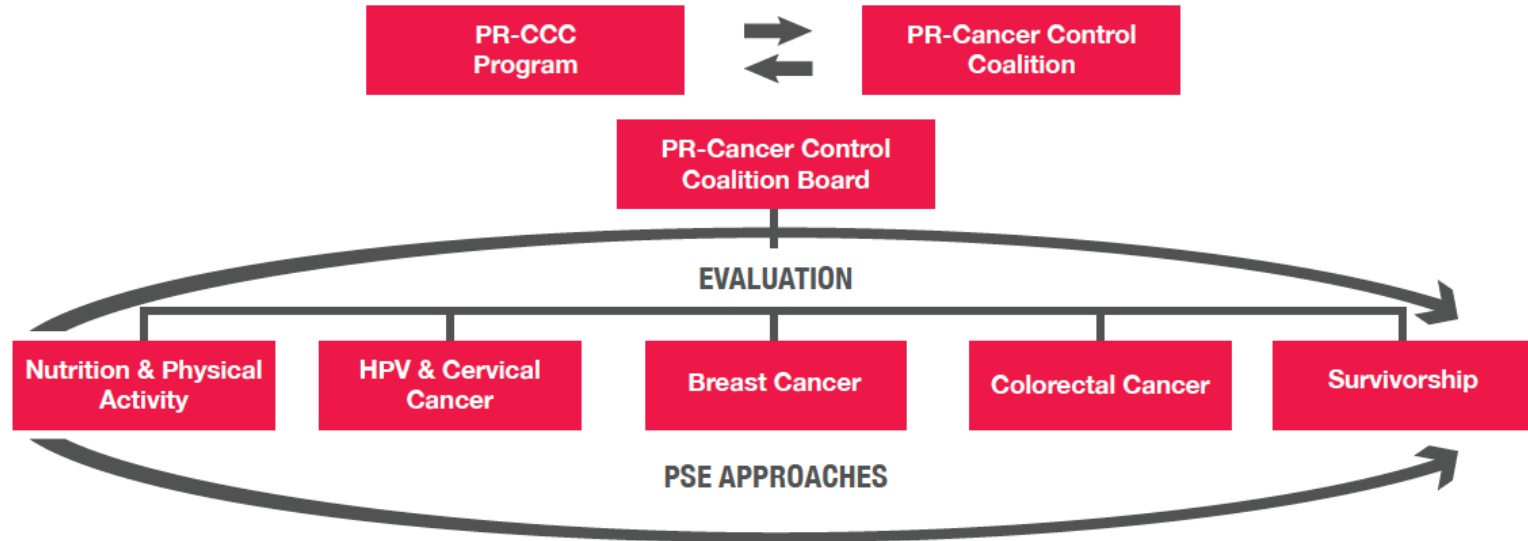 PR-CCC
Program
PR-Cancer Control
Coalition
PR-Cancer Control
Coalition Board
EVALUATION
Nutrition & Physical
Activity
HPV & Cervical
Cancer
Breast Cancer
Colorectal Cancer
Survivorship
PSE APPROACHES